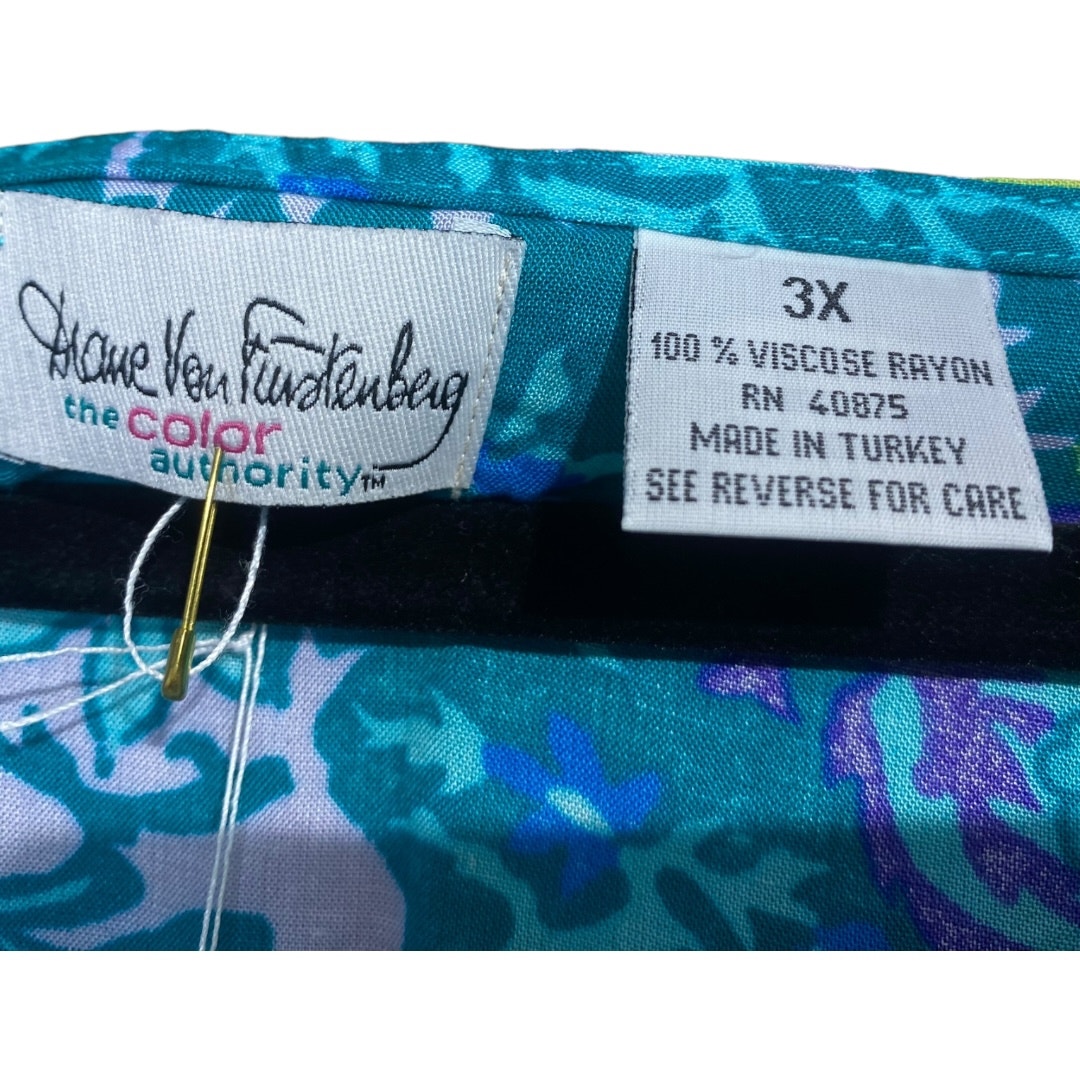 Diane Von Furstenberg
the color
authority™
3X
100 % VISCOSE RAYON
RN 40875
MADE IN TURKEY
SEE REVERSE FOR CARE